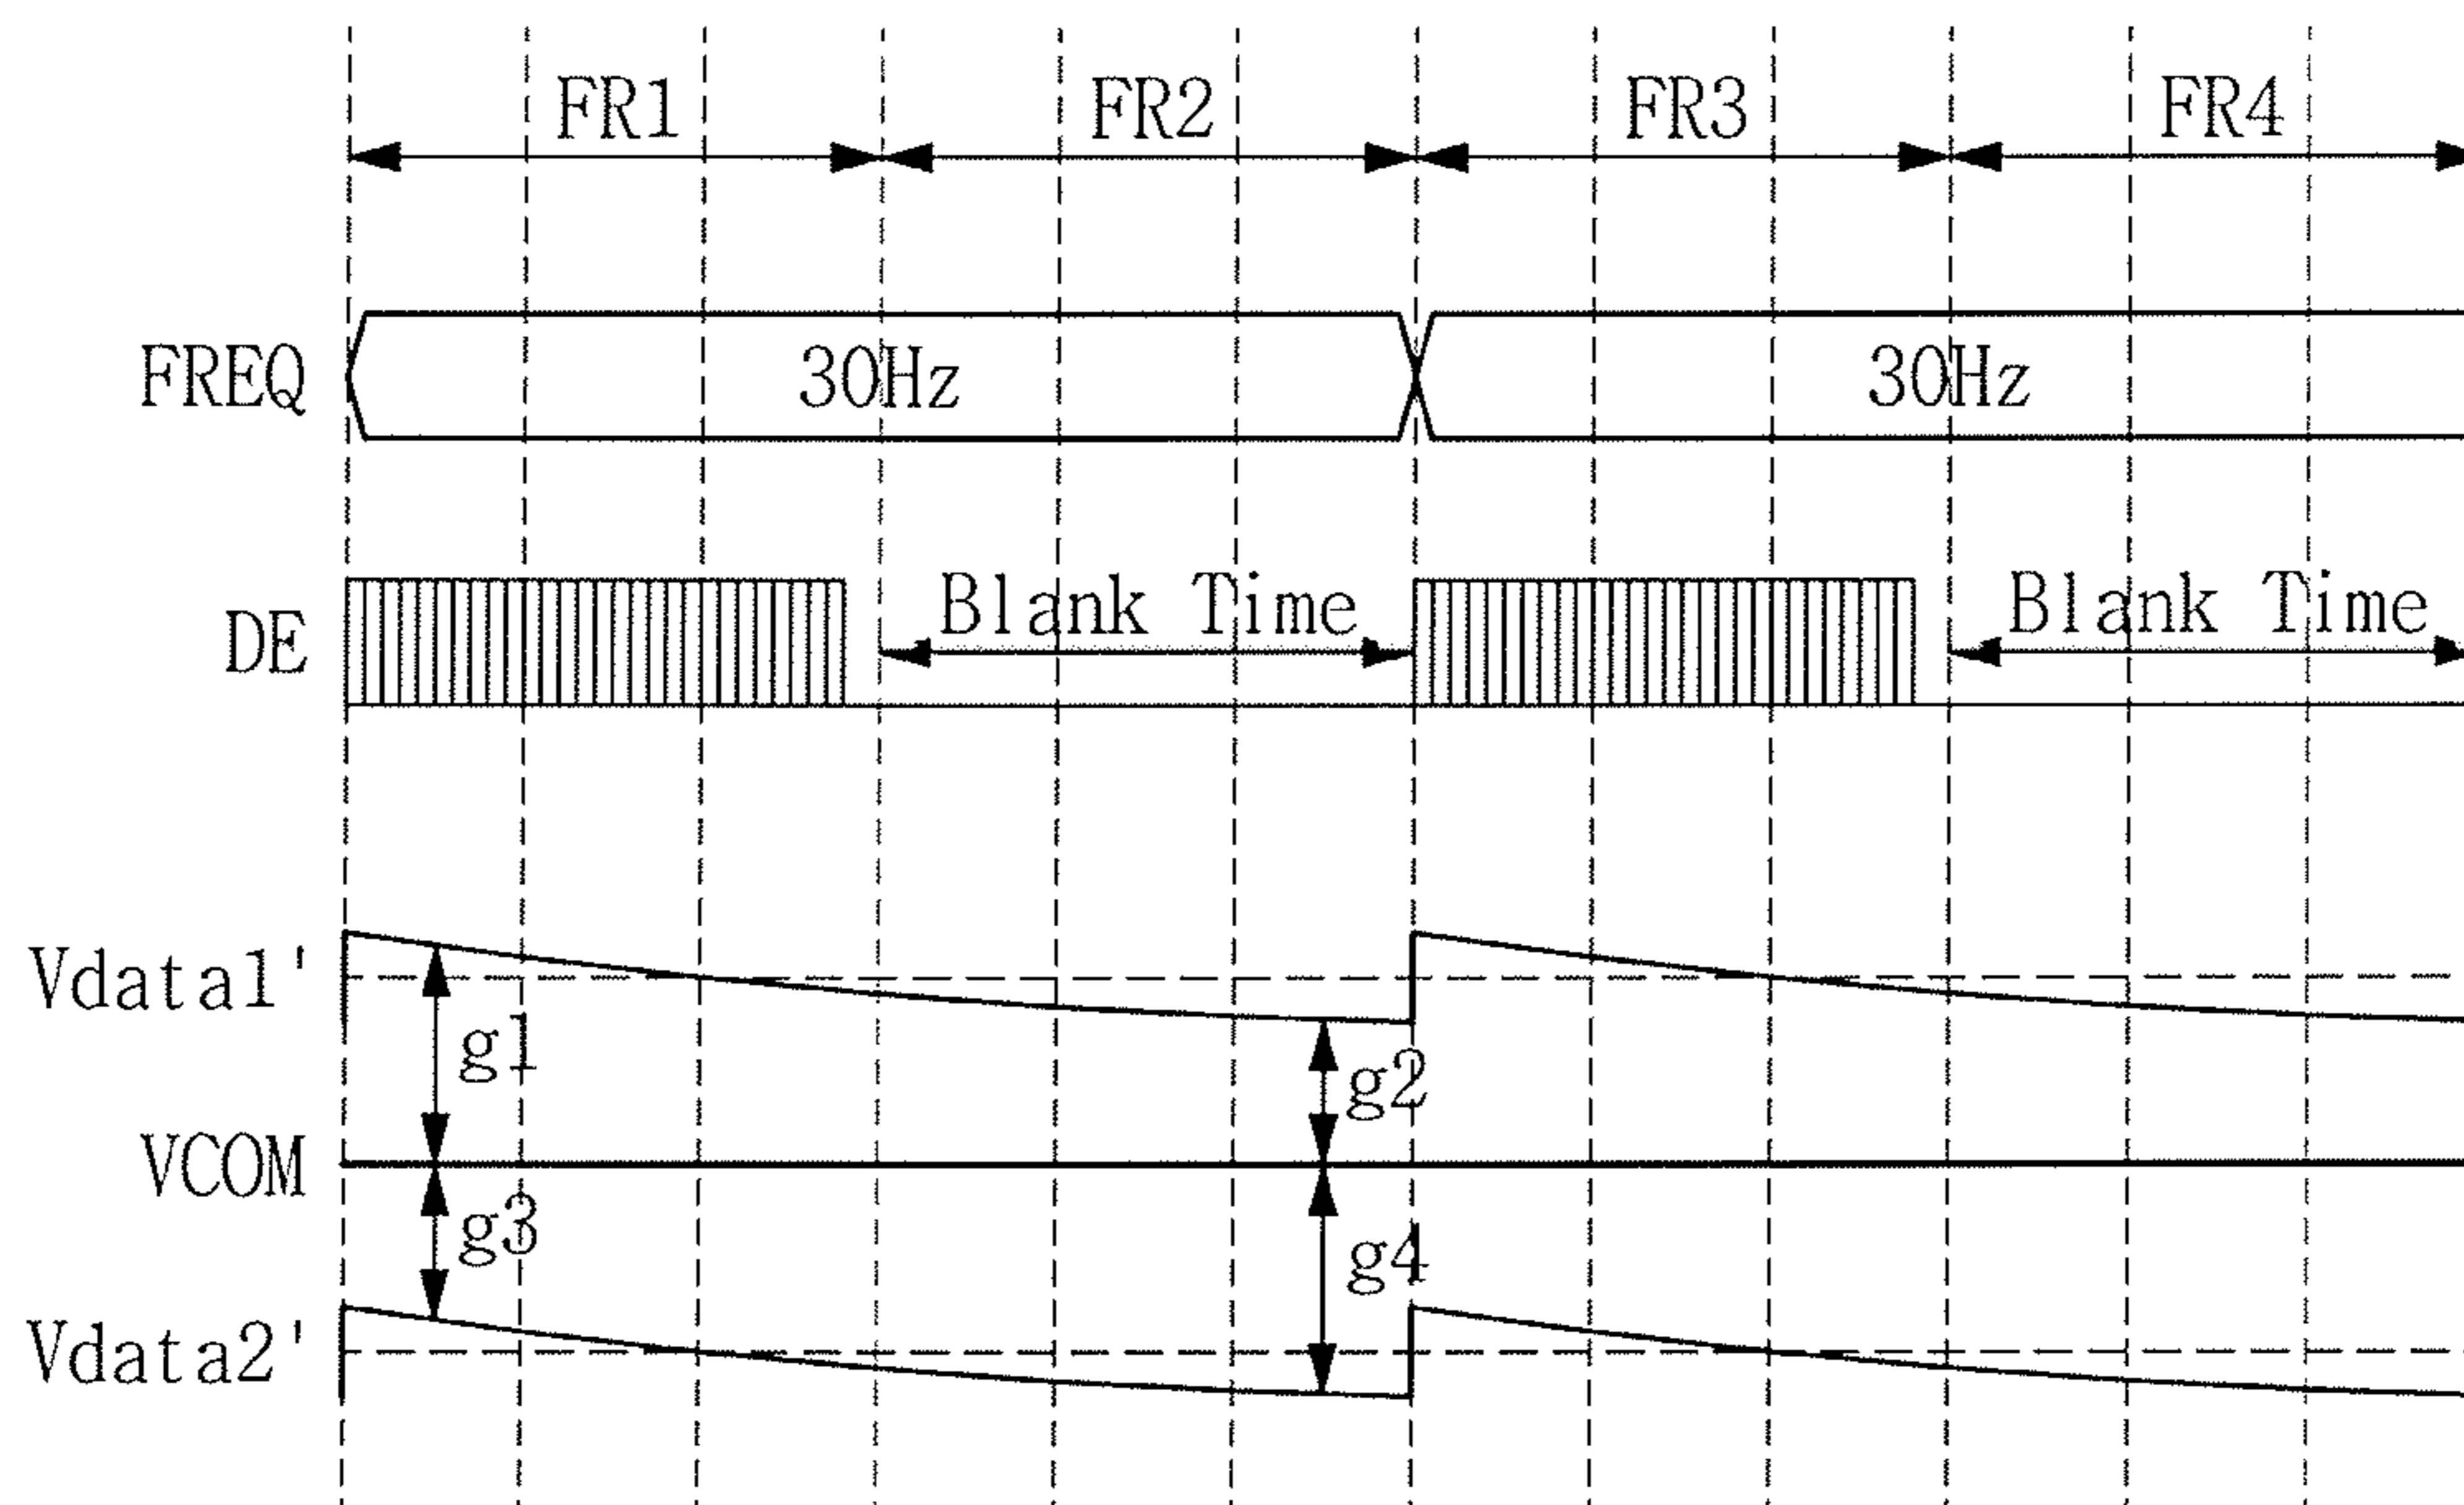 FR1 FR2 FR3 FR4
FREQ 30Hz 30Hz
DE Blank Time Blank Time
Vdata1'
g1 g2
VCOM
g3 g4
Vdata2'